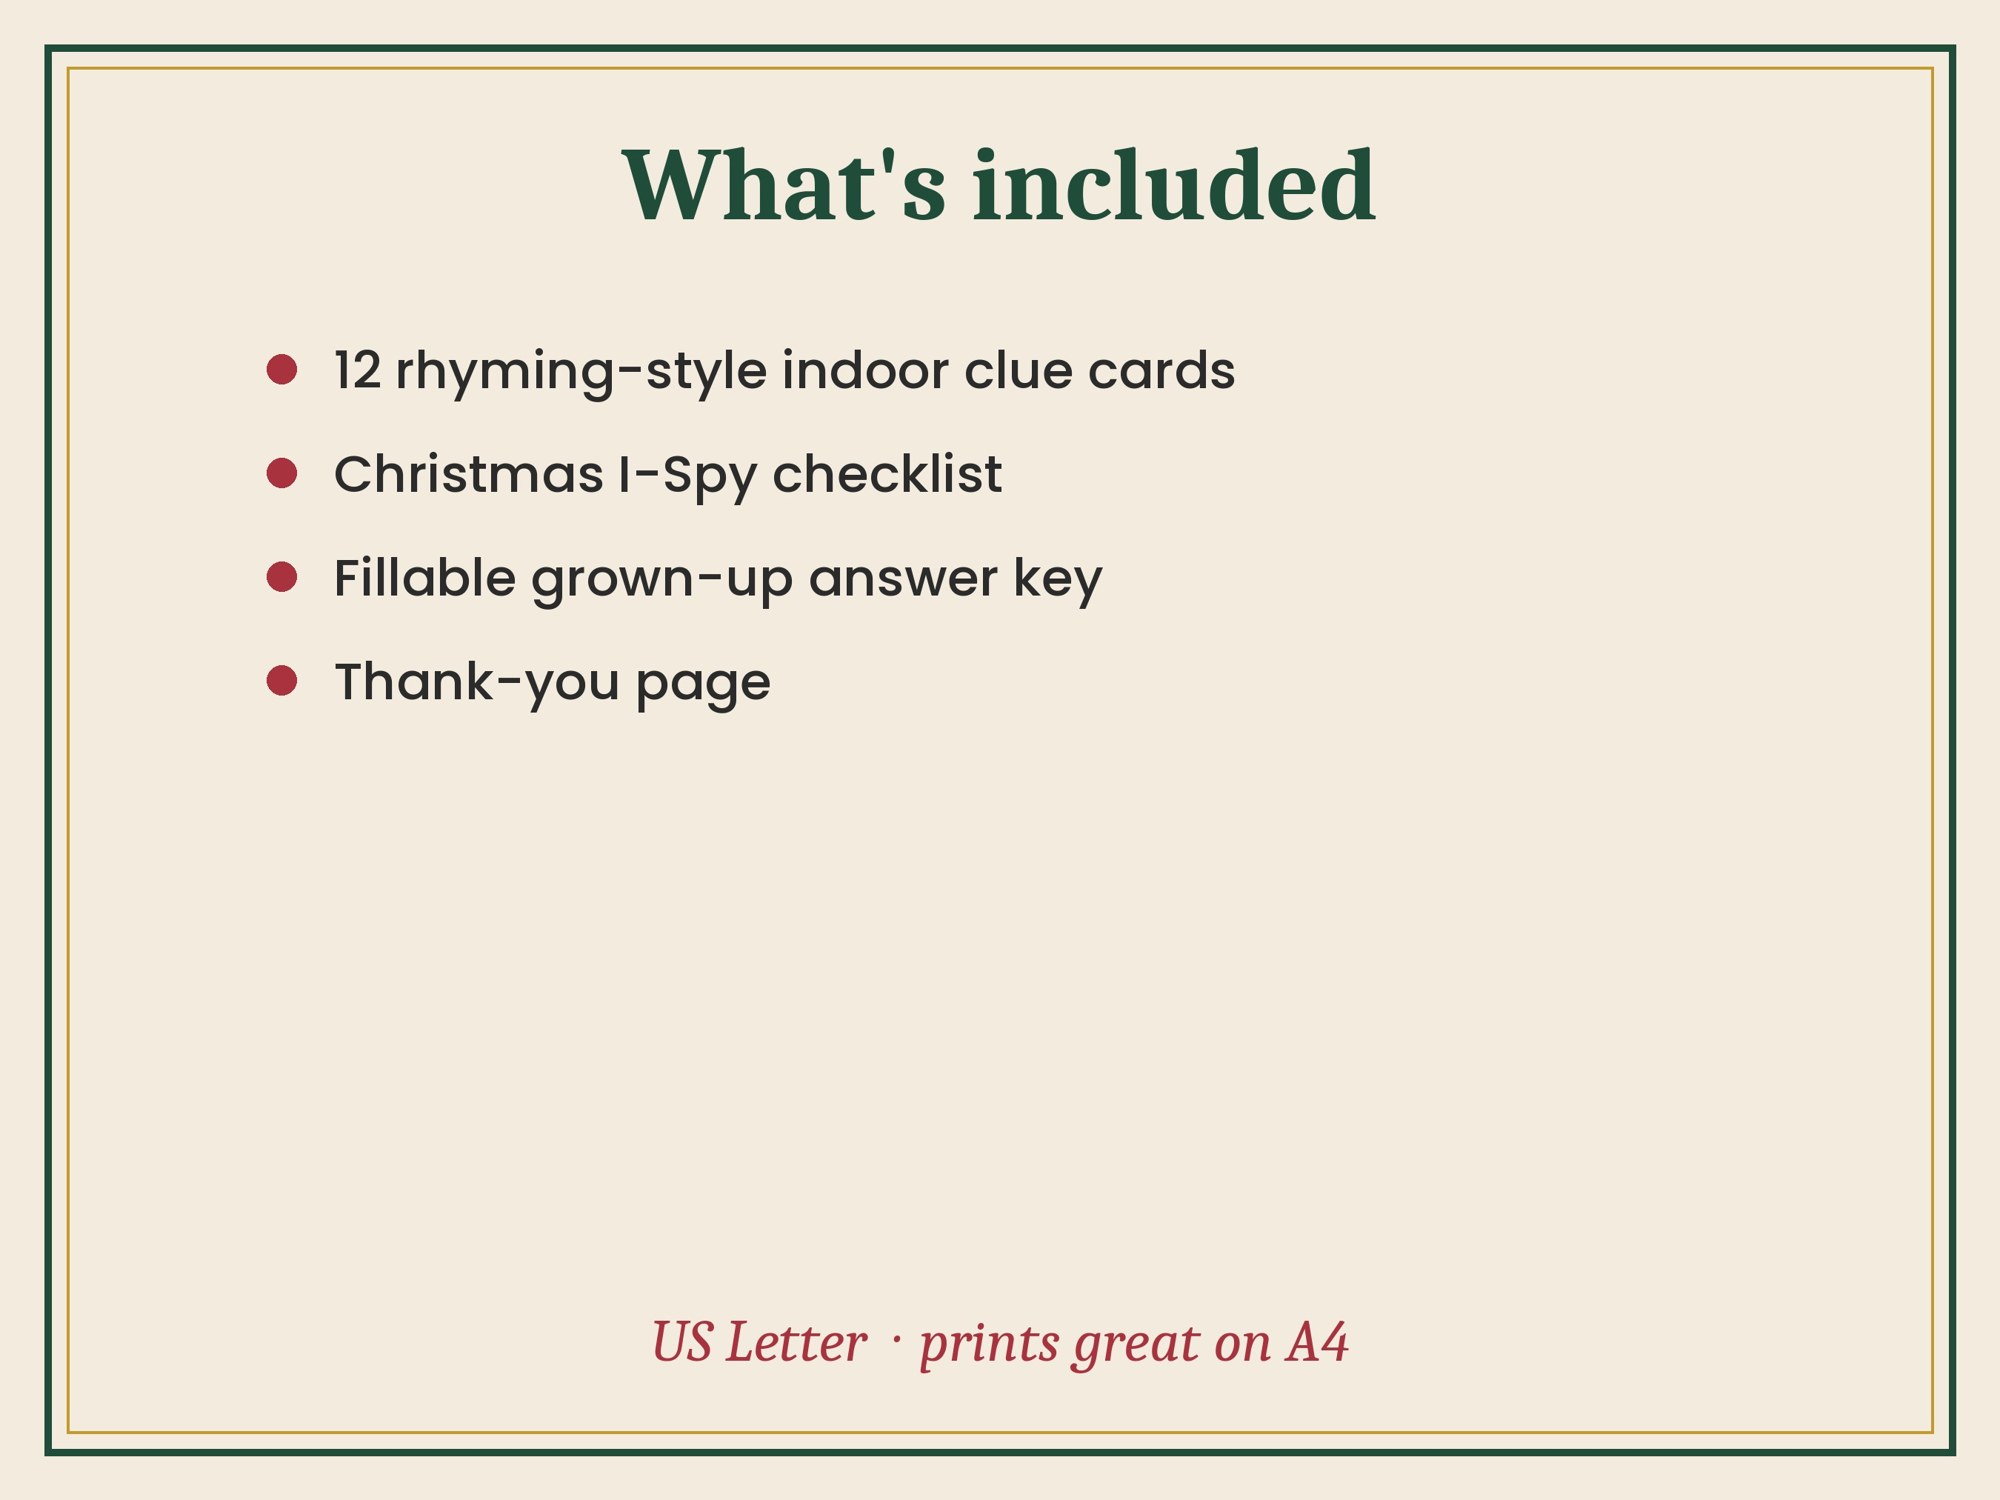 What's included
12 rhyming-style indoor clue cards
Christmas I-Spy checklist
Fillable grown-up answer key
Thank-you page
US Letter · prints great on A4